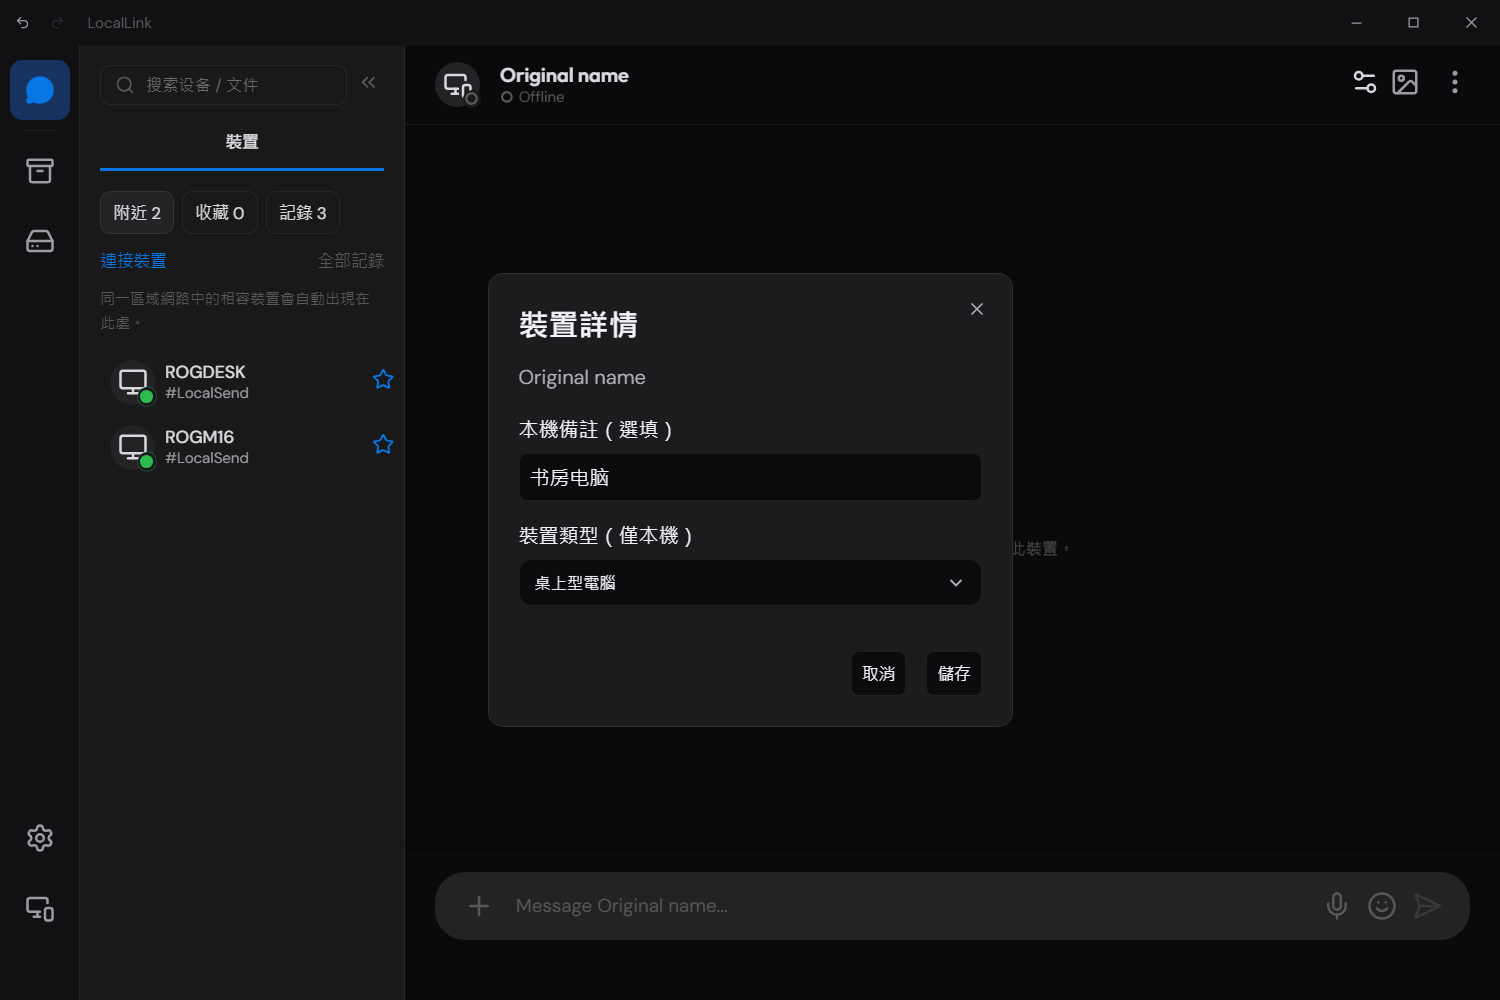 LocalLink
搜索设备 / 文件
裝置
附近 2
收藏 0
記錄 3
連接裝置
全部記錄
同一區域網路中的相容裝置會自動出現在
此處。
ROGDESK
#LocalSend
ROGM16
#LocalSend
Original name
Offline
裝置詳情
Original name
本機備註（選填）
书房电脑
裝置類型（僅本機）
桌上型電腦
取消
儲存
此裝置。
Message Original name...